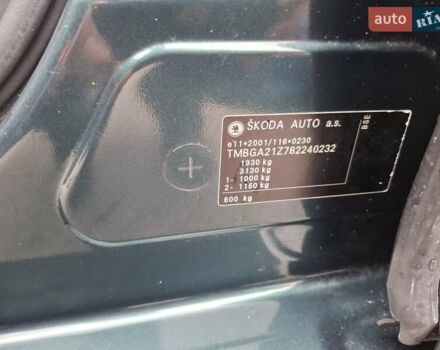 AUTO
RIA
ŠKODA AUTO a.s.
BSE
e11*2001/116*0230
TMBGA21Z782240232
1930 kg
3130 kg
1- 1000 kg
2- 1160 kg
600 kg